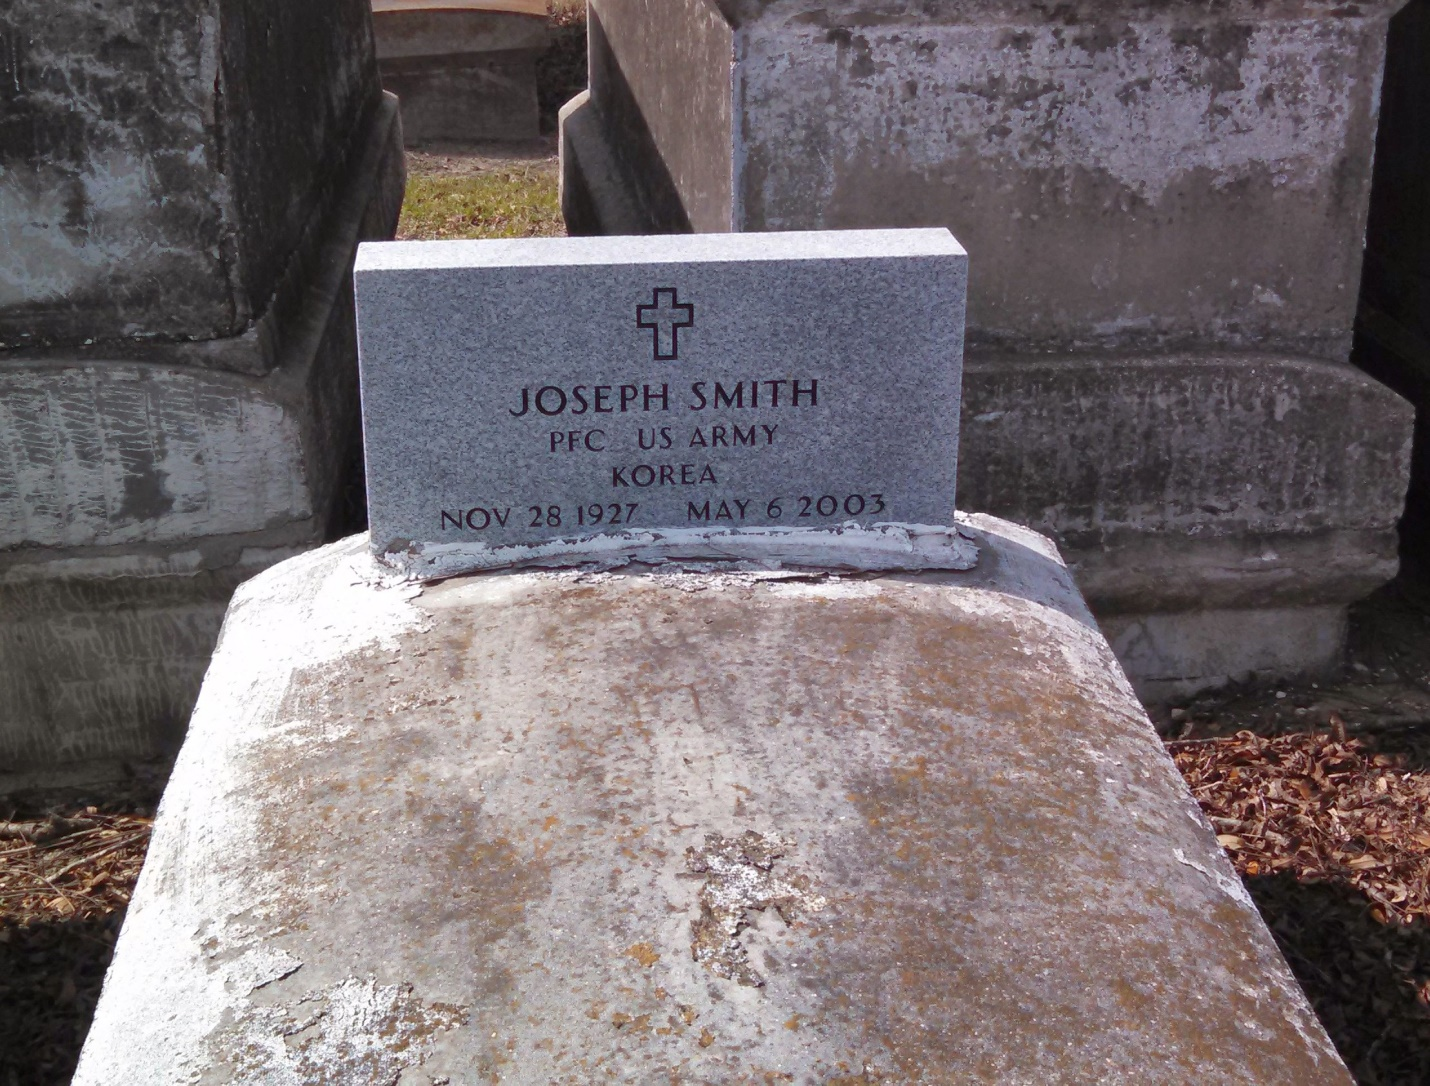 JOSEPH SMITH
PFC US ARMY
KOREA
NOV 28 1927 MAY 6 2003